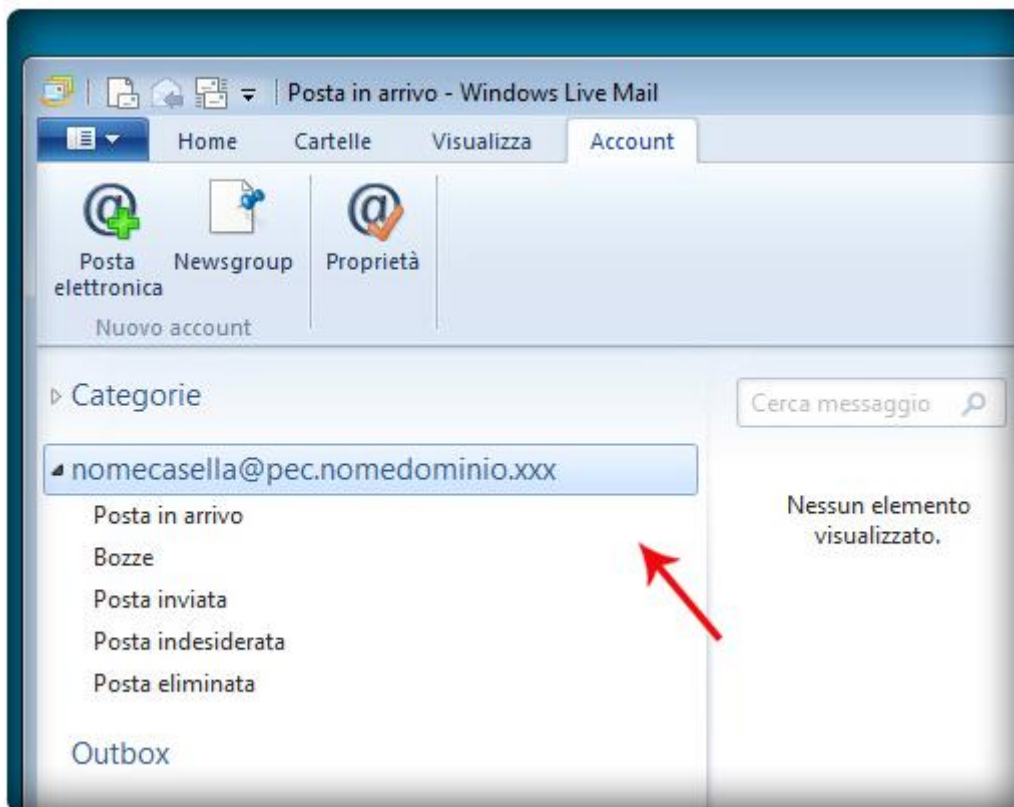 Posta in arrivo - Windows Live Mail
Home Cartelle Visualizza Account
Posta elettronica
Newsgroup
Proprietà
Nuovo account
Categorie
Cerca messaggio
nomecasella@pec.nomedominio.xxx
Posta in arrivo
Bozze
Posta inviata
Posta indesiderata
Posta eliminata
Outbox
Nessun elemento
visualizzato.